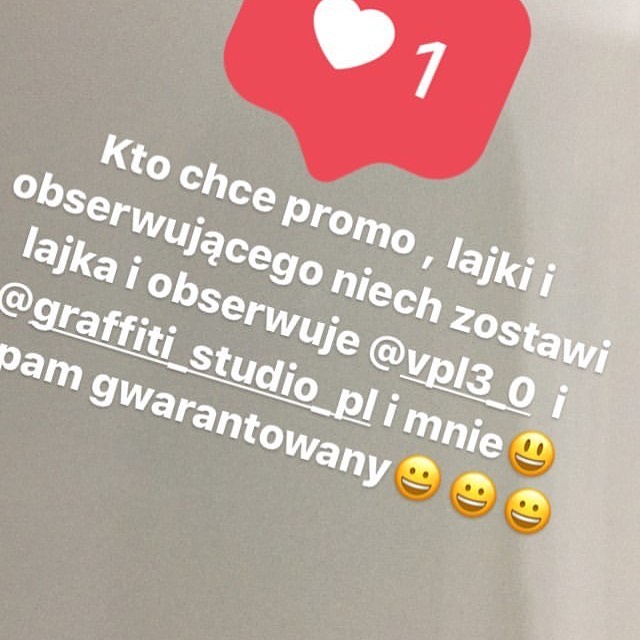 1
Kto chce promo , lajki i
obserwującego niech zostawi
lajka i obserwuje @vpl3_0 i
@graffiti_studio_pl i mnie😃
pam gwarantowany😀😀😀